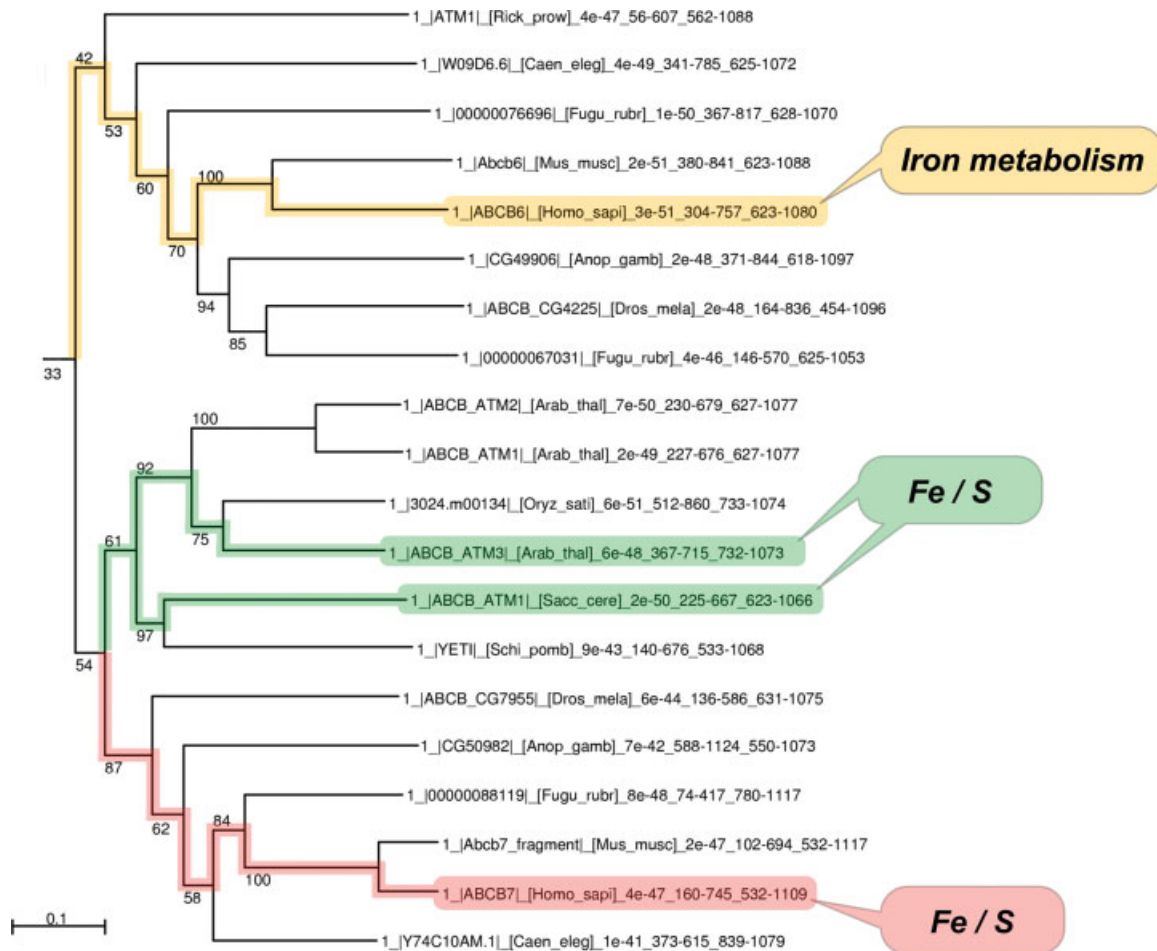 1_|ATM1|_[Rick_prow]_4e-47_56-607_562-1088
42
1_|W09D6.6|_[Caen_eleg]_4e-49_341-785_625-1072
53
1_|00000076696|_[Fugu_rubr]_1e-50_367-817_628-1070
Iron metabolism
1_|Abcb6|_[Mus_musc]_2e-51_380-841_623-1088
60
100
1_|ABCB6|_[Homo_sapi]_3e-51_304-757_623-1080
70
1_|CG49906|_[Anop_gamb]_2e-48_371-844_618-1097
94
1_|ABCB_CG4225|_[Dros_mela]_2e-48_164-836_454-1096
85
1_|00000067031|_[Fugu_rubr]_4e-46_146-570_625-1053
33
1_|ABCB_ATM2|_[Arab_thal]_7e-50_230-679_627-1077
100
1_|ABCB_ATM1|_[Arab_thal]_2e-49_227-676_627-1077
92
Fe / S
1_|3024.m00134|_[Oryz_sati]_6e-51_512-860_733-1074
61
75
1_|ABCB_ATM3|_[Arab_thal]_6e-48_367-715_732-1073
1_|ABCB_ATM1|_[Sacc_cere]_2e-50_225-667_623-1066
97
1_|YETI|_[Schi_pomb]_9e-43_140-676_533-1068
54
1_|ABCB_CG7955|_[Dros_mela]_6e-44_136-586_631-1075
1_|CG50982|_[Anop_gamb]_7e-42_588-1124_550-1073
87
1_|00000088119|_[Fugu_rubr]_8e-48_74-417_780-1117
62
84
1_|Abcb7_fragment|_[Mus_musc]_2e-47_102-694_532-1117
100
1_|ABCB7|_[Homo_sapi]_4e-47_160-745_532-1109
58
0.1
Fe / S
1_|Y74C10AM.1|_[Caen_eleg]_1e-41_373-615_839-1079